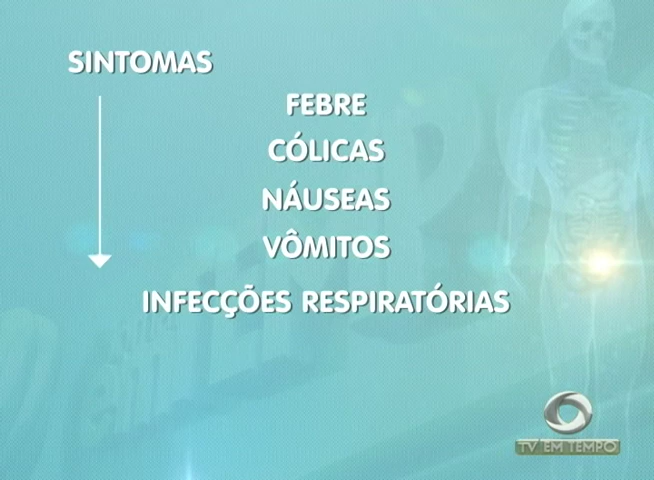 SINTOMAS
FEBRE
CÓLICAS
NÁUSEAS
VÔMITOS
INFECÇÕES RESPIRATÓRIAS
TV EM TEMPO